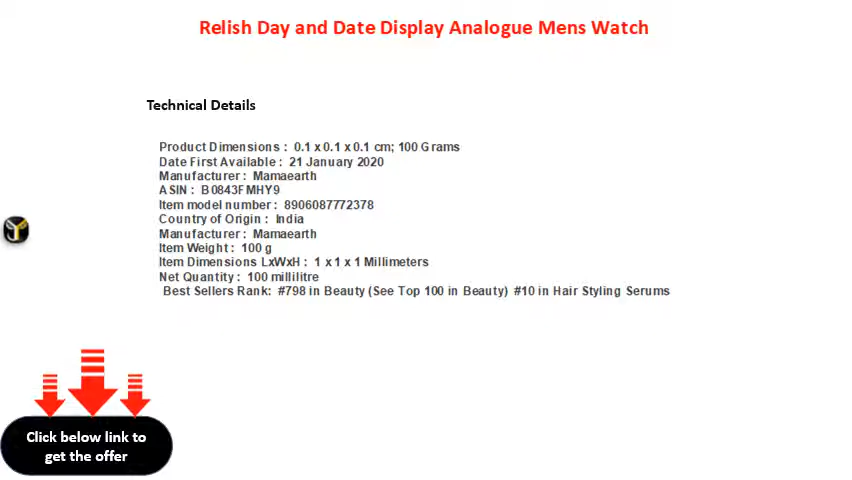 Relish Day and Date Display Analogue Mens Watch
Technical Details
Product Dimensions : 0.1 x 0.1 x 0.1 cm; 100 Grams
Date First Available : 21 January 2020
Manufacturer : Mamaearth
ASIN : B0843FMHY9
Item model number : 8906087772378
Country of Origin : India
Manufacturer : Mamaearth
Item Weight : 100 g
Item Dimensions LxWxH : 1 x 1 x 1 Millimeters
Net Quantity : 100 millilitre
Best Sellers Rank: #798 in Beauty (See Top 100 in Beauty) #10 in Hair Styling Serums
Click below link to
get the offer